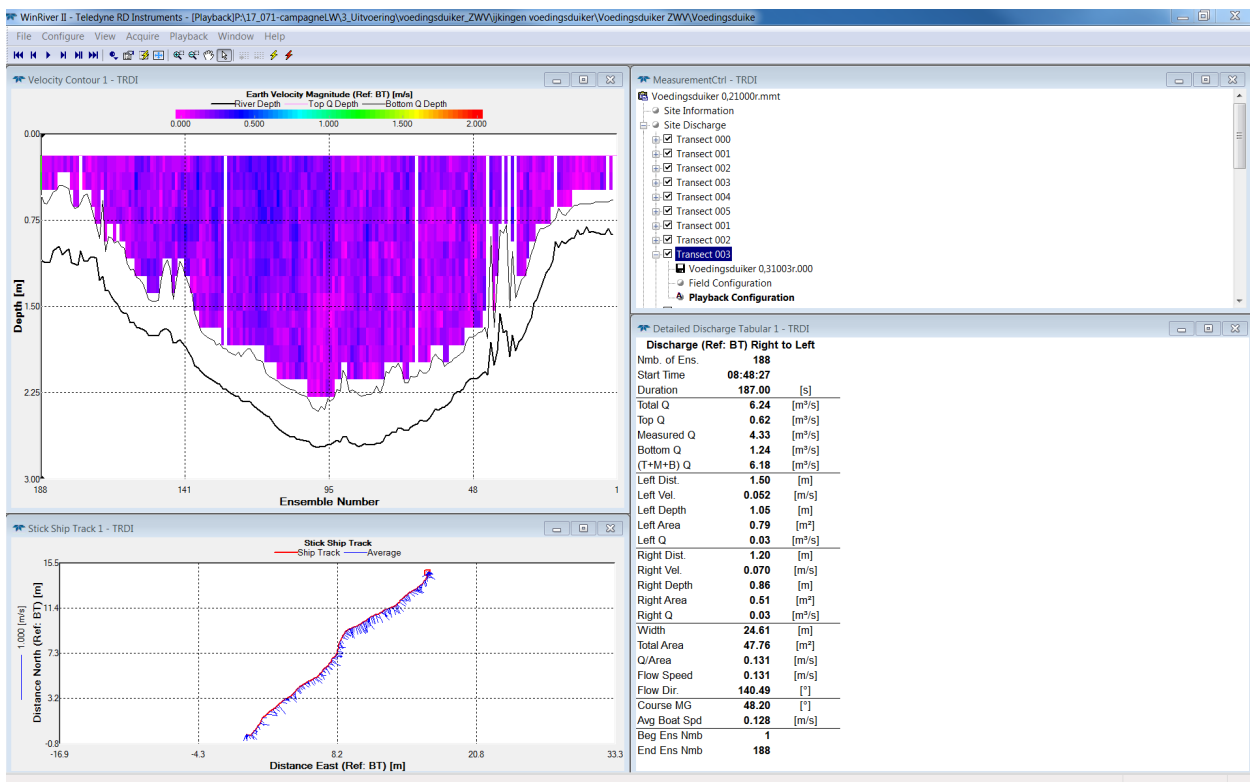 WinRiver II - Teledyne RD Instruments - [Playback]P:\17_071-campagneLW\3_Uitvoering\voedingsduiker_ZWV\ijkingen voedingsduiker\Voedingsduiker ZWV\Voedingsduike
File Configure View Acquire Playback Window Help
Velocity Contour 1 - TRDI
Earth Velocity Magnitude (Ref: BT) [m/s]
River Depth Top Q Depth Bottom Q Depth
0.000 0.500 1.000 1.500 2.000
0.00
0.75
1.50
2.25
3.00
Depth [m]
188 141 95 48 1
Ensemble Number
Stick Ship Track 1 - TRDI
Stick Ship Track
Ship Track Average
15.5
11.4
7.3
3.2
-0.8
1.000 [m/s]
Distance North (Ref: BT) [m]
-16.9 -4.3 8.2 20.8 33.3
Distance East (Ref: BT) [m]
MeasurementCtrl - TRDI
Voedingsduiker 0,21000r.mmt
Site Information
Site Discharge
Transect 000
Transect 001
Transect 002
Transect 003
Transect 004
Transect 005
Transect 001
Transect 002
Transect 003
Voedingsduiker 0,31003r.000
Field Configuration
Playback Configuration
Detailed Discharge Tabular 1 - TRDI
Discharge (Ref: BT) Right to Left
Nmb. of Ens. 188
Start Time 08:48:27
Duration 187.00 [s]
Total Q 6.24 [m³/s]
Top Q 0.62 [m³/s]
Measured Q 4.33 [m³/s]
Bottom Q 1.24 [m³/s]
(T+M+B) Q 6.18 [m³/s]
Left Dist. 1.50 [m]
Left Vel. 0.052 [m/s]
Left Depth 1.05 [m]
Left Area 0.79 [m²]
Left Q 0.03 [m³/s]
Right Dist. 1.20 [m]
Right Vel. 0.070 [m/s]
Right Depth 0.86 [m]
Right Area 0.51 [m²]
Right Q 0.03 [m³/s]
Width 24.61 [m]
Total Area 47.76 [m²]
Q/Area 0.131 [m/s]
Flow Speed 0.131 [m/s]
Flow Dir. 140.49 [°]
Course MG 48.20 [°]
Avg Boat Spd 0.128 [m/s]
Beg Ens Nmb 1
End Ens Nmb 188